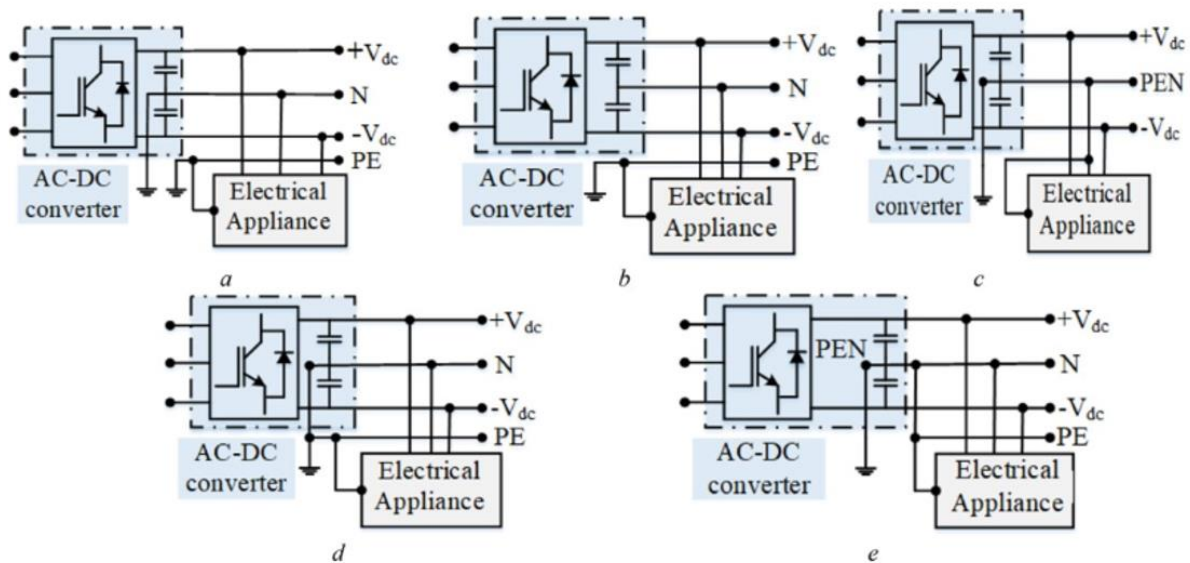 +Vdc
N
-Vdc
PE
AC-DC
converter
Electrical
Appliance
a
+Vdc
N
-Vdc
PE
AC-DC
converter
Electrical
Appliance
b
+Vdc
PEN
-Vdc
AC-DC
converter
Electrical
Appliance
c
+Vdc
N
-Vdc
PE
AC-DC
converter
Electrical
Appliance
d
+Vdc
PEN
N
-Vdc
PE
AC-DC
converter
Electrical
Appliance
e